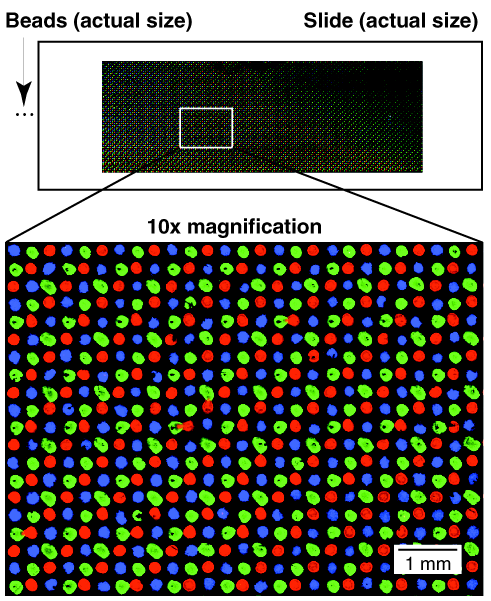 Beads (actual size)
Slide (actual size)
10x magnification
1 mm